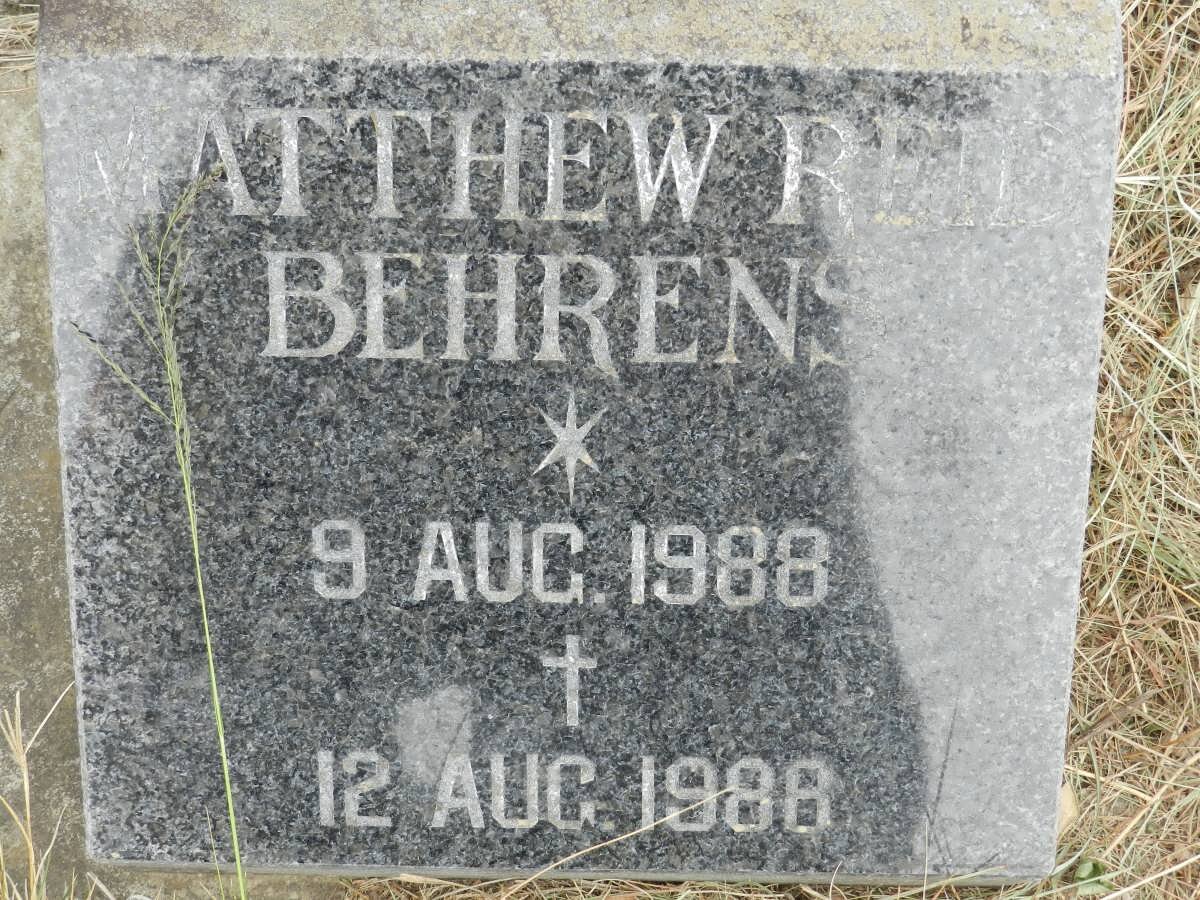 MATTHEW REID
BEHRENS
9 AUG. 1988
12 AUG. 1988